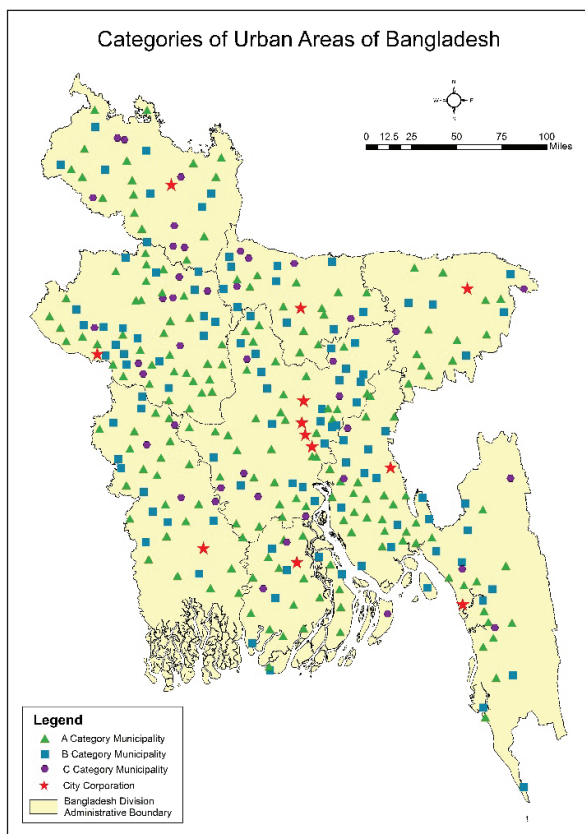 Categories of Urban Areas of Bangladesh
N
W E
S
0 12.5 25 50 75 100
Miles
Legend
A Category Municipality
B Category Municipality
C Category Municipality
City Corporation
Bangladesh Division
Administrative Boundary
1